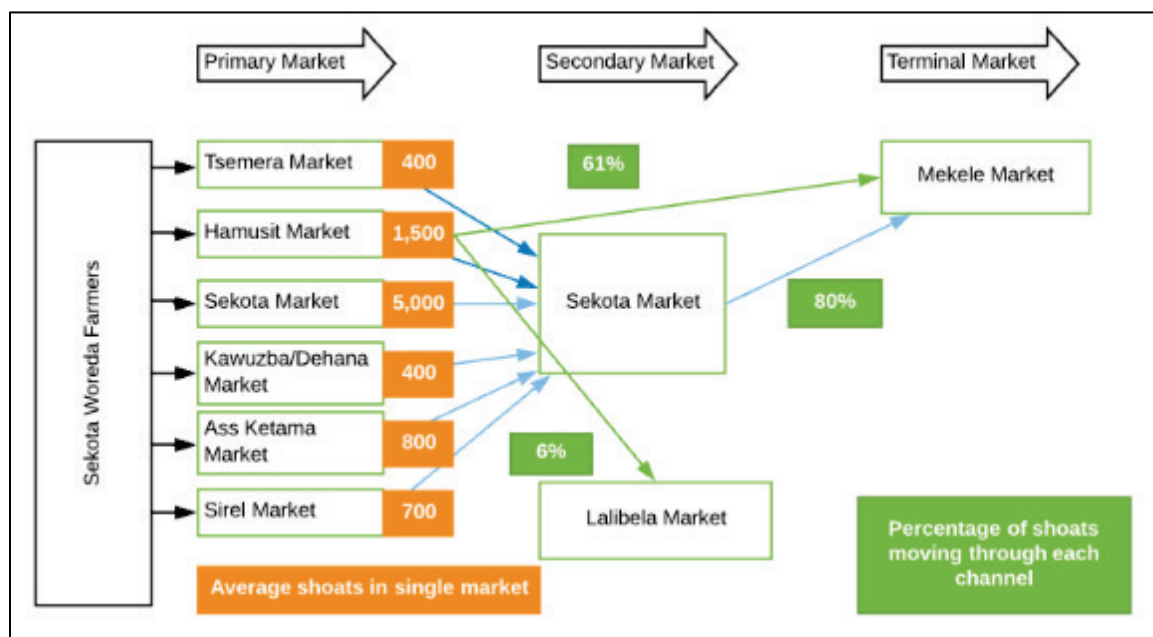 Primary Market
Secondary Market
Terminal Market
Sekota Woreda Farmers
Tsemera Market
400
61%
Mekele Market
Hamusit Market
1,500
Sekota Market
5,000
Sekota Market
80%
Kawuzba/Dehana
Market
400
Ass Ketama
Market
800
6%
Sirel Market
700
Lalibela Market
Average shoats in single market
Percentage of shoats
moving through each
channel